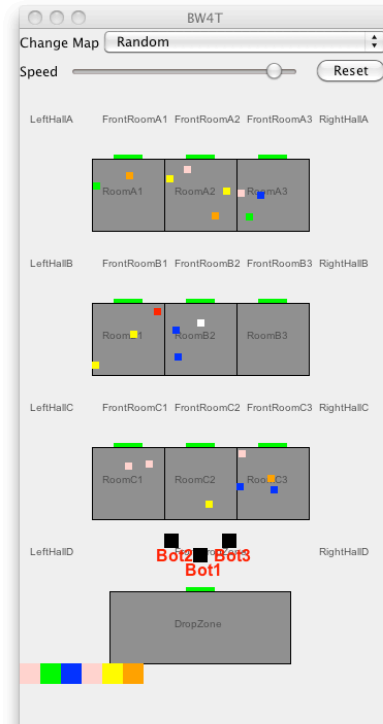 BW4T
Change Map Random
Speed Reset
LeftHallA FrontRoomA1 FrontRoomA2 FrontRoomA3 RightHallA
RoomA1 RoomA2 RoomA3
LeftHallB FrontRoomB1 FrontRoomB2 FrontRoomB3 RightHallB
RoomB1 RoomB2 RoomB3
LeftHallC FrontRoomC1 FrontRoomC2 FrontRoomC3 RightHallC
RoomC1 RoomC2 RoomC3
LeftHallD RightHallD
Bot2 Bot3
Bot1
DropZone